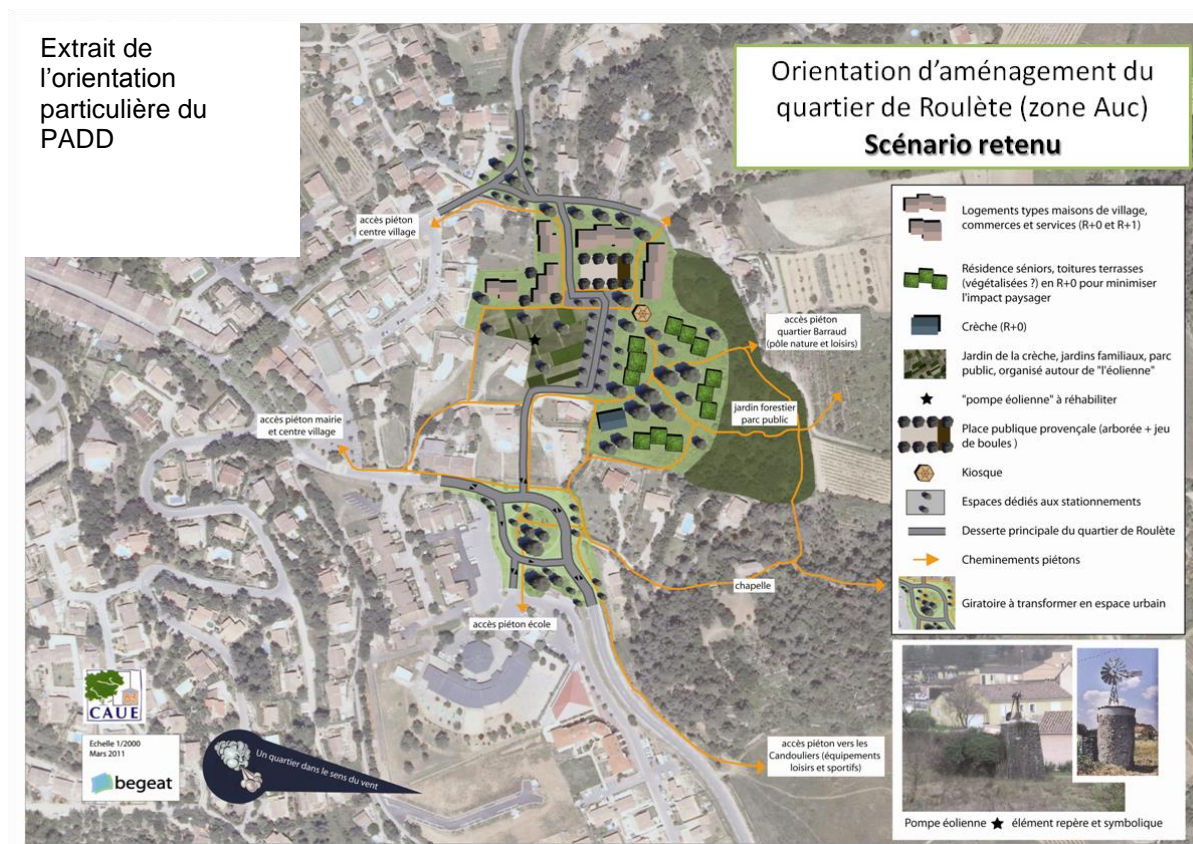 Extrait de
l'orientation
particulière du
PADD
Orientation d'aménagement du
quartier de Roulète (zone Auc)
Scénario retenu
accès piéton
centre village
accès piéton
quartier Barraud
(pôle nature et loisirs)
accès piéton mairie
et centre village
jardin forestier
parc public
chapelle
accès piéton école
accès piéton vers les
Candouliers (équipements
loisirs et sportifs)
Logements types maisons de village,
commerces et services (R+0 et R+1)
Résidence séniors, toitures terrasses
(végétalisées ?) en R+0 pour minimiser
l'impact paysager
Crèche (R+0)
Jardin de la crèche, jardins familiaux, parc
public, organisé autour de "l'éolienne"
"pompe éolienne" à réhabiliter
Place publique provençale (arborée + jeu
de boules )
Kiosque
Espaces dédiés aux stationnements
Desserte principale du quartier de Roulète
Cheminements piétons
Giratoire à transformer en espace urbain
CAUE
Echelle 1/2000
Mars 2011
begeat
Un quartier dans le sens du vent
Pompe éolienne ★ élément repère et symbolique